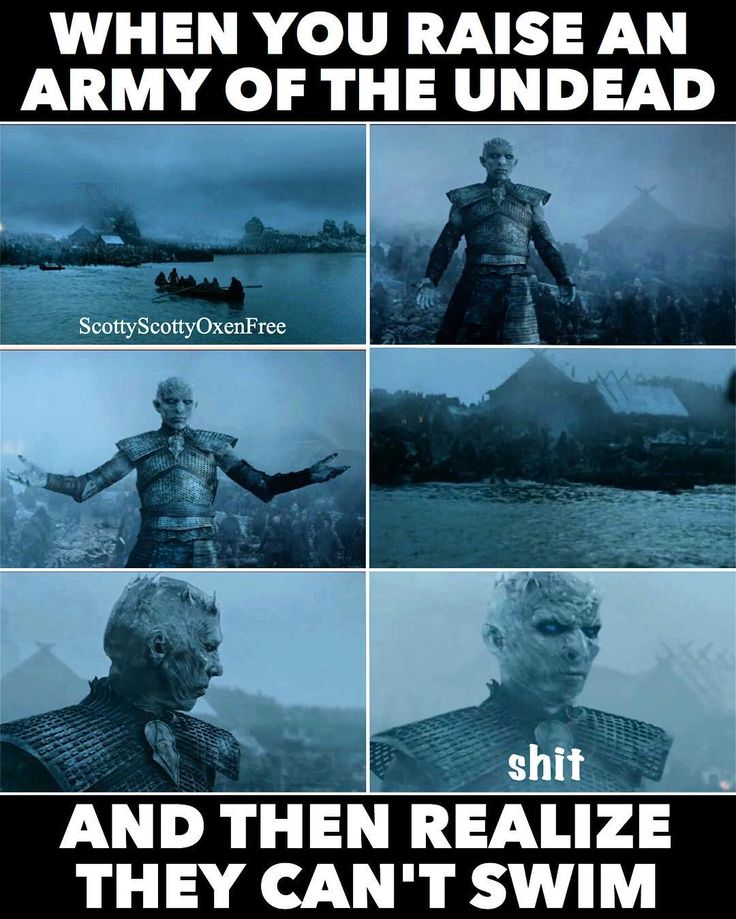 WHEN YOU RAISE AN
ARMY OF THE UNDEAD
ScottyScottyOxenFree
shit
AND THEN REALIZE
THEY CAN'T SWIM